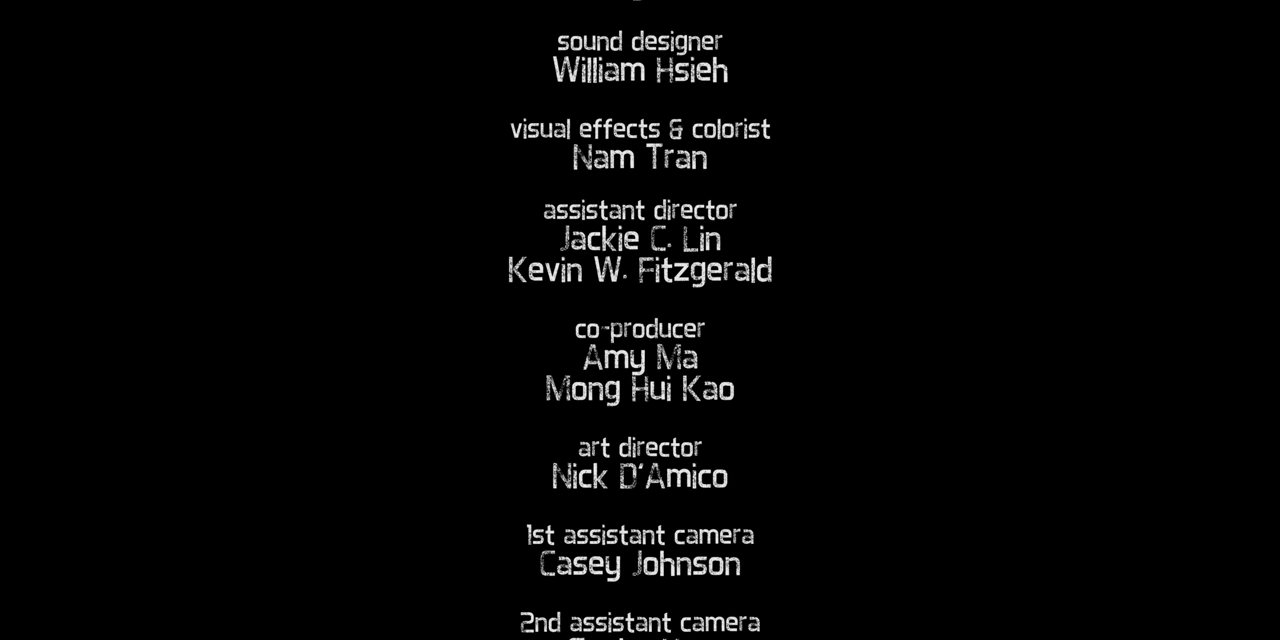 sound designer
William Hsieh
visual effects & colorist
Nam Tran
assistant director
Jackie C. Lin
Kevin W. Fitzgerald
co-producer
Amy Ma
Mong Hui Kao
art director
Nick D'Amico
1st assistant camera
Casey Johnson
2nd assistant camera